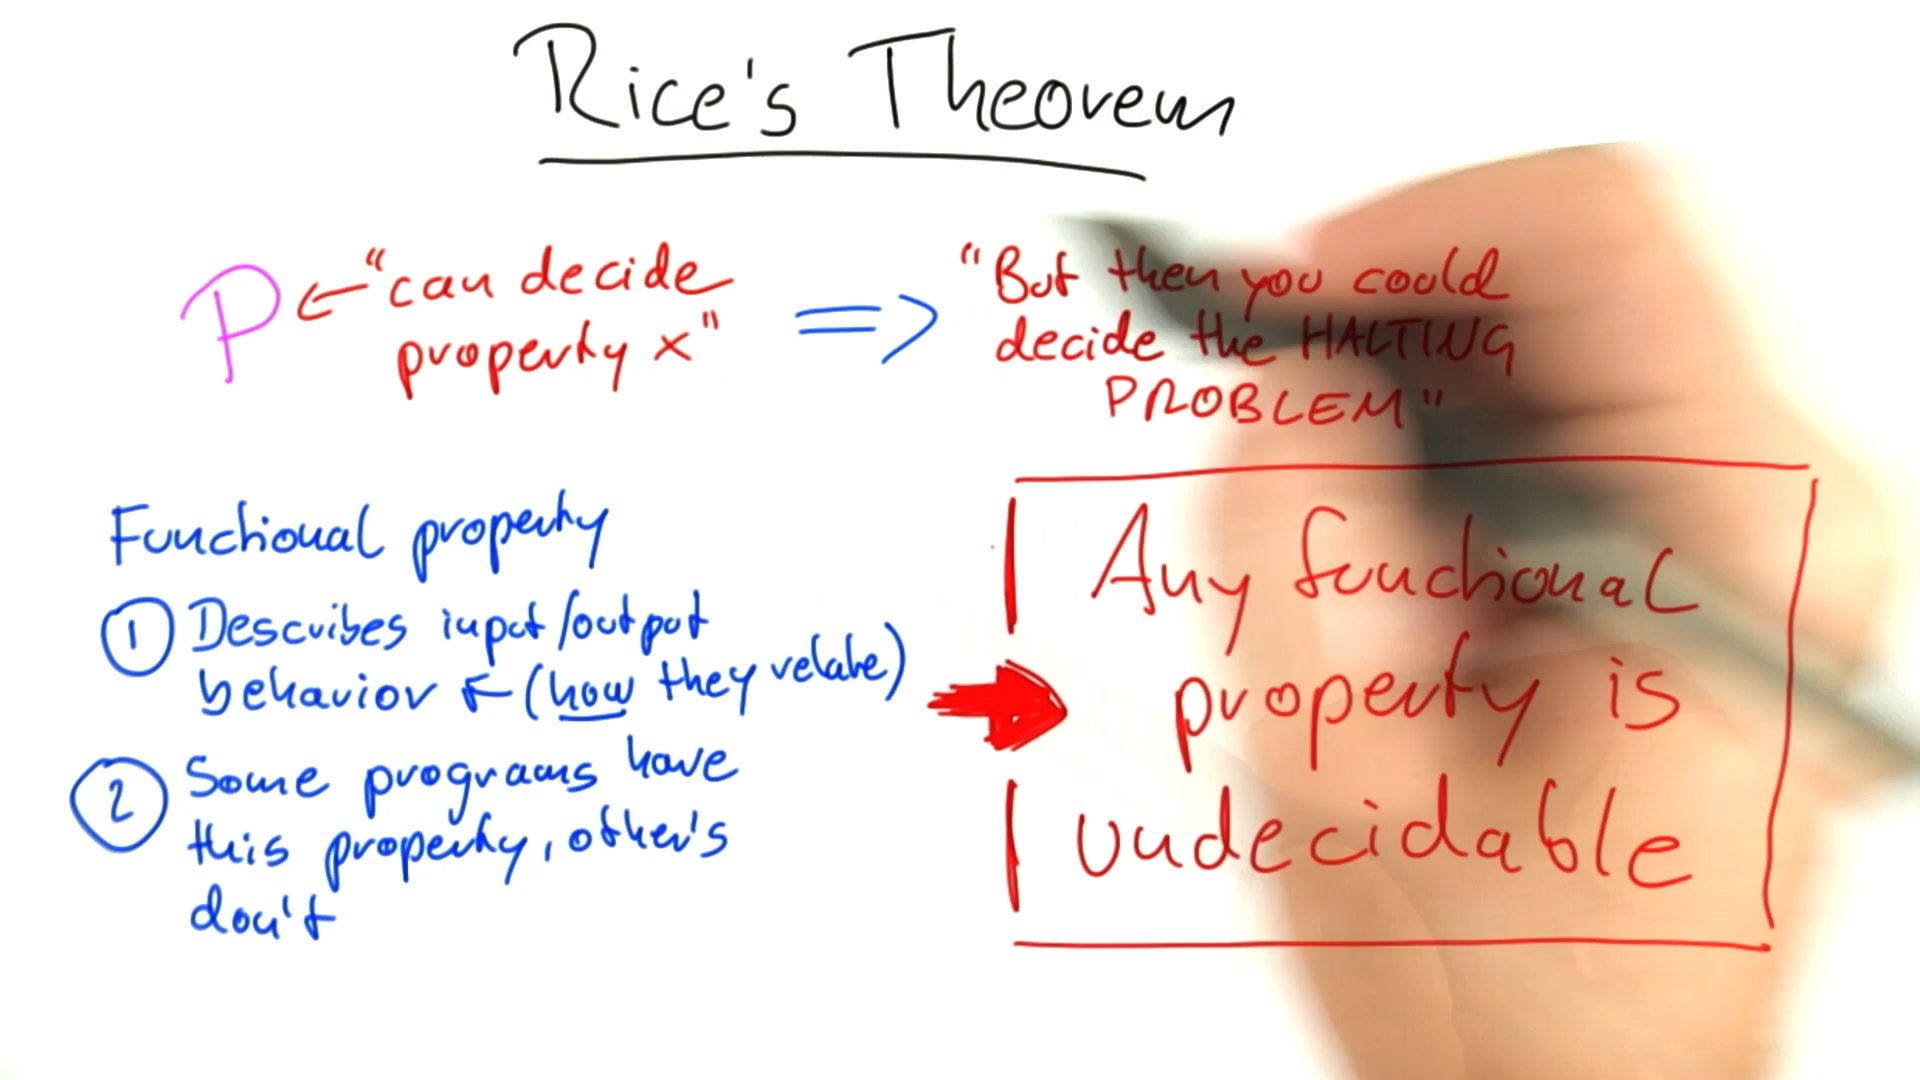 Rice's Theorem
P ← "can decide
property x"
=>
"But then you could
decide the HALTING
PROBLEM"
Functional property
1 Describes input/output
behavior ← (how they relate)
2 Some programs have
this property, other's
don't
Any functional
property is
undecidable